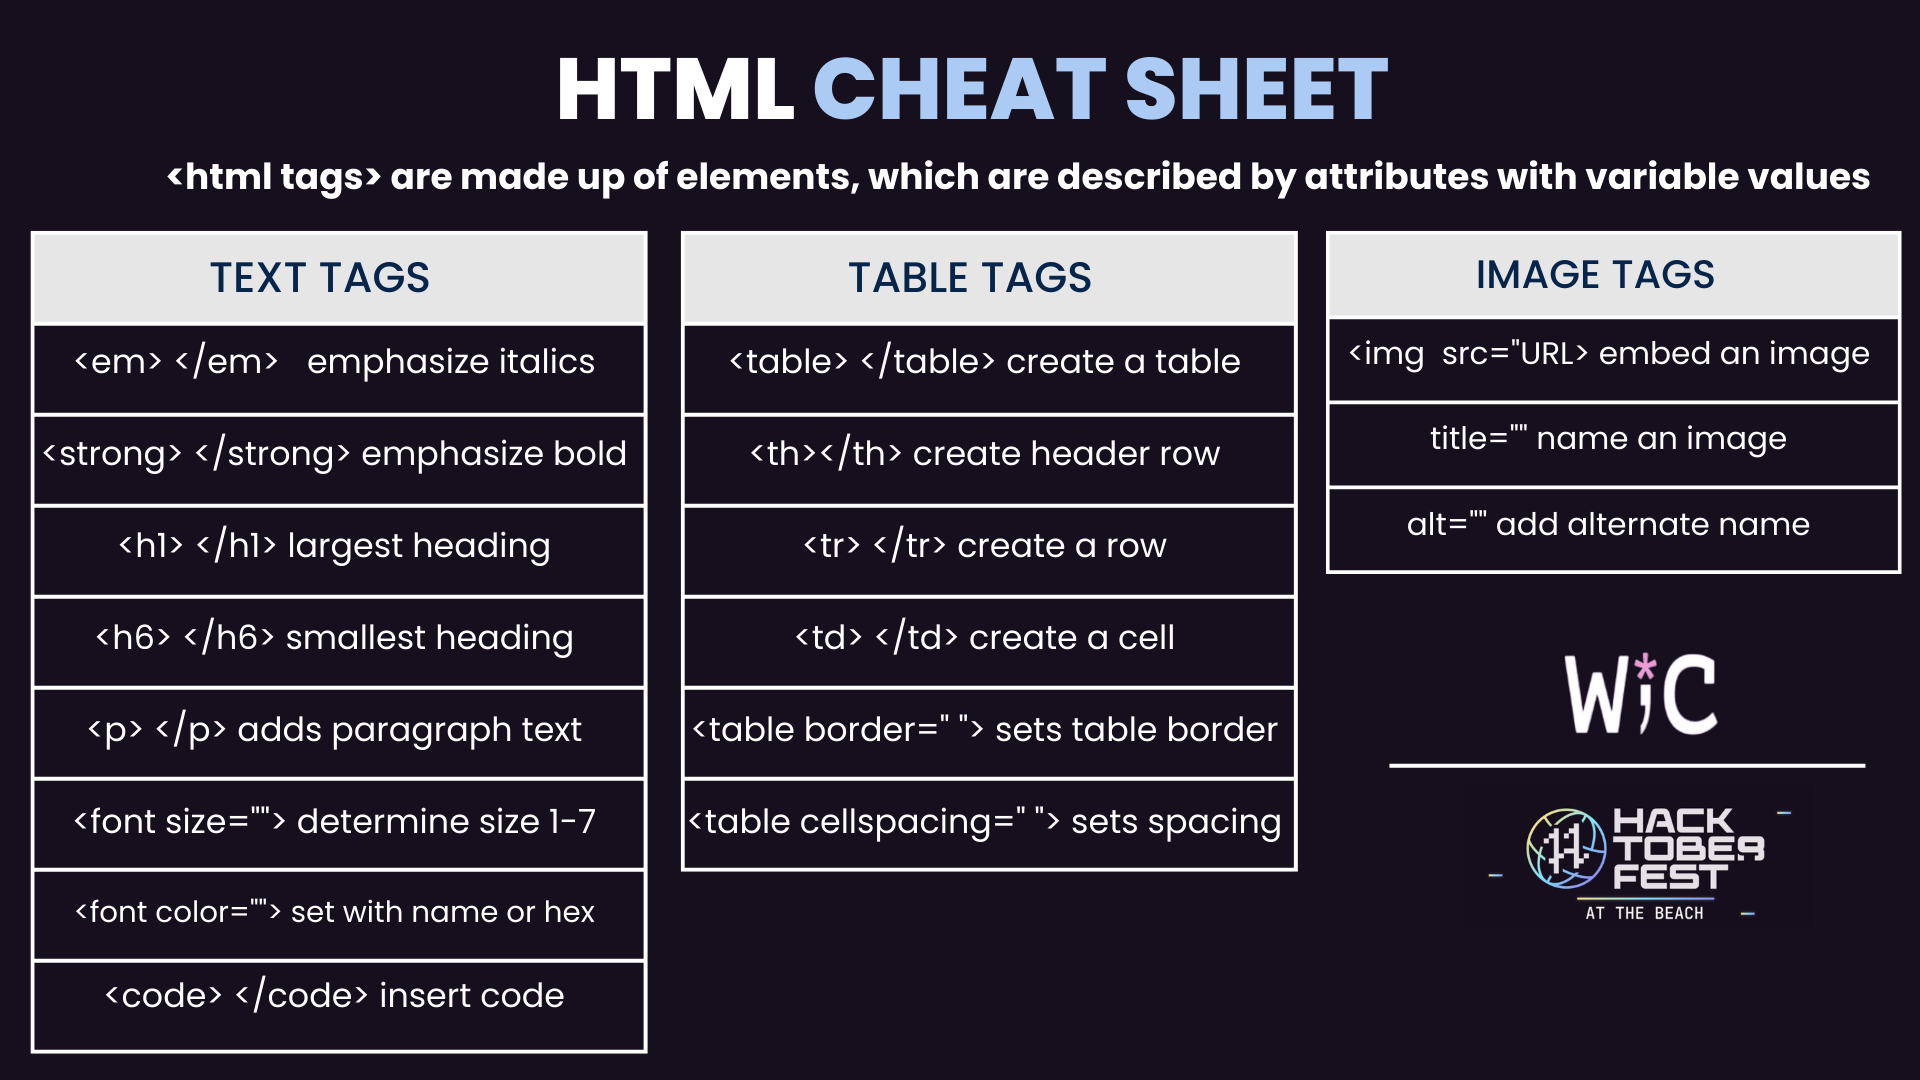 HTML CHEAT SHEET
<html tags> are made up of elements, which are described by attributes with variable values
TEXT TAGS
<em> </em> emphasize italics
<strong> </strong> emphasize bold
<h1> </h1> largest heading
<h6> </h6> smallest heading
<p> </p> adds paragraph text
<font size=""> determine size 1-7
<font color=""> set with name or hex
<code> </code> insert code
TABLE TAGS
<table> </table> create a table
<th></th> create header row
<tr> </tr> create a row
<td> </td> create a cell
<table border=" "> sets table border
<table cellspacing=" "> sets spacing
IMAGE TAGS
<img  src="URL> embed an image
title="" name an image
alt="" add alternate name
WiC
HACK
TOBER
FEST
AT THE BEACH